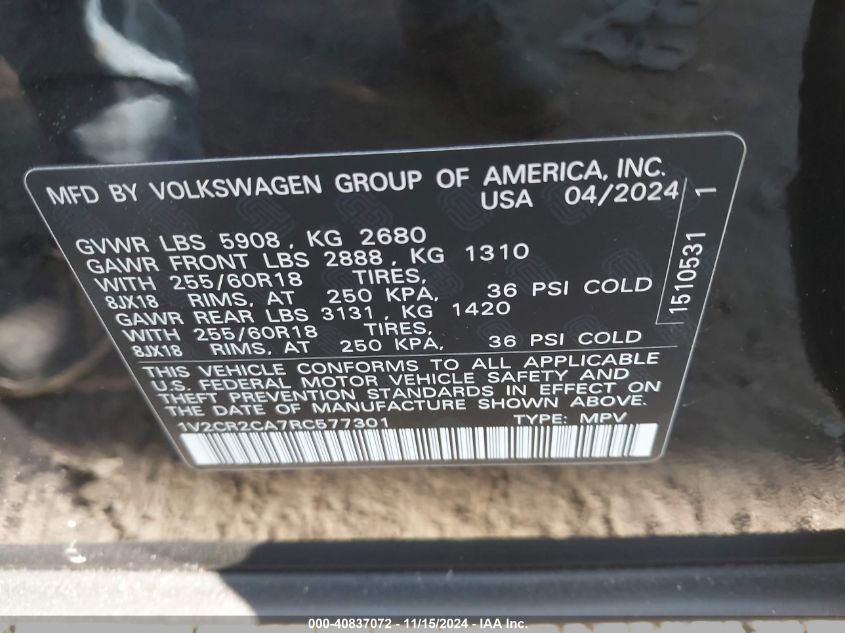 MFD BY VOLKSWAGEN GROUP OF AMERICA, INC.
USA 04/2024
GVWR LBS 5908, KG 2680
GAWR FRONT LBS 2888, KG 1310
WITH 255/60R18 TIRES,
8JX18 RIMS, AT 250 KPA, 36 PSI COLD
GAWR REAR LBS 3131, KG 1420
WITH 255/60R18 TIRES,
8JX18 RIMS, AT 250 KPA, 36 PSI COLD
THIS VEHICLE CONFORMS TO ALL APPLICABLE
U.S. FEDERAL MOTOR VEHICLE SAFETY AND
THEFT PREVENTION STANDARDS IN EFFECT ON
THE DATE OF MANUFACTURE SHOWN ABOVE.
1V2CR2CA7RC577301 TYPE: MPV
1510531 1
000-40837072 - 11/15/2024 - IAA Inc.